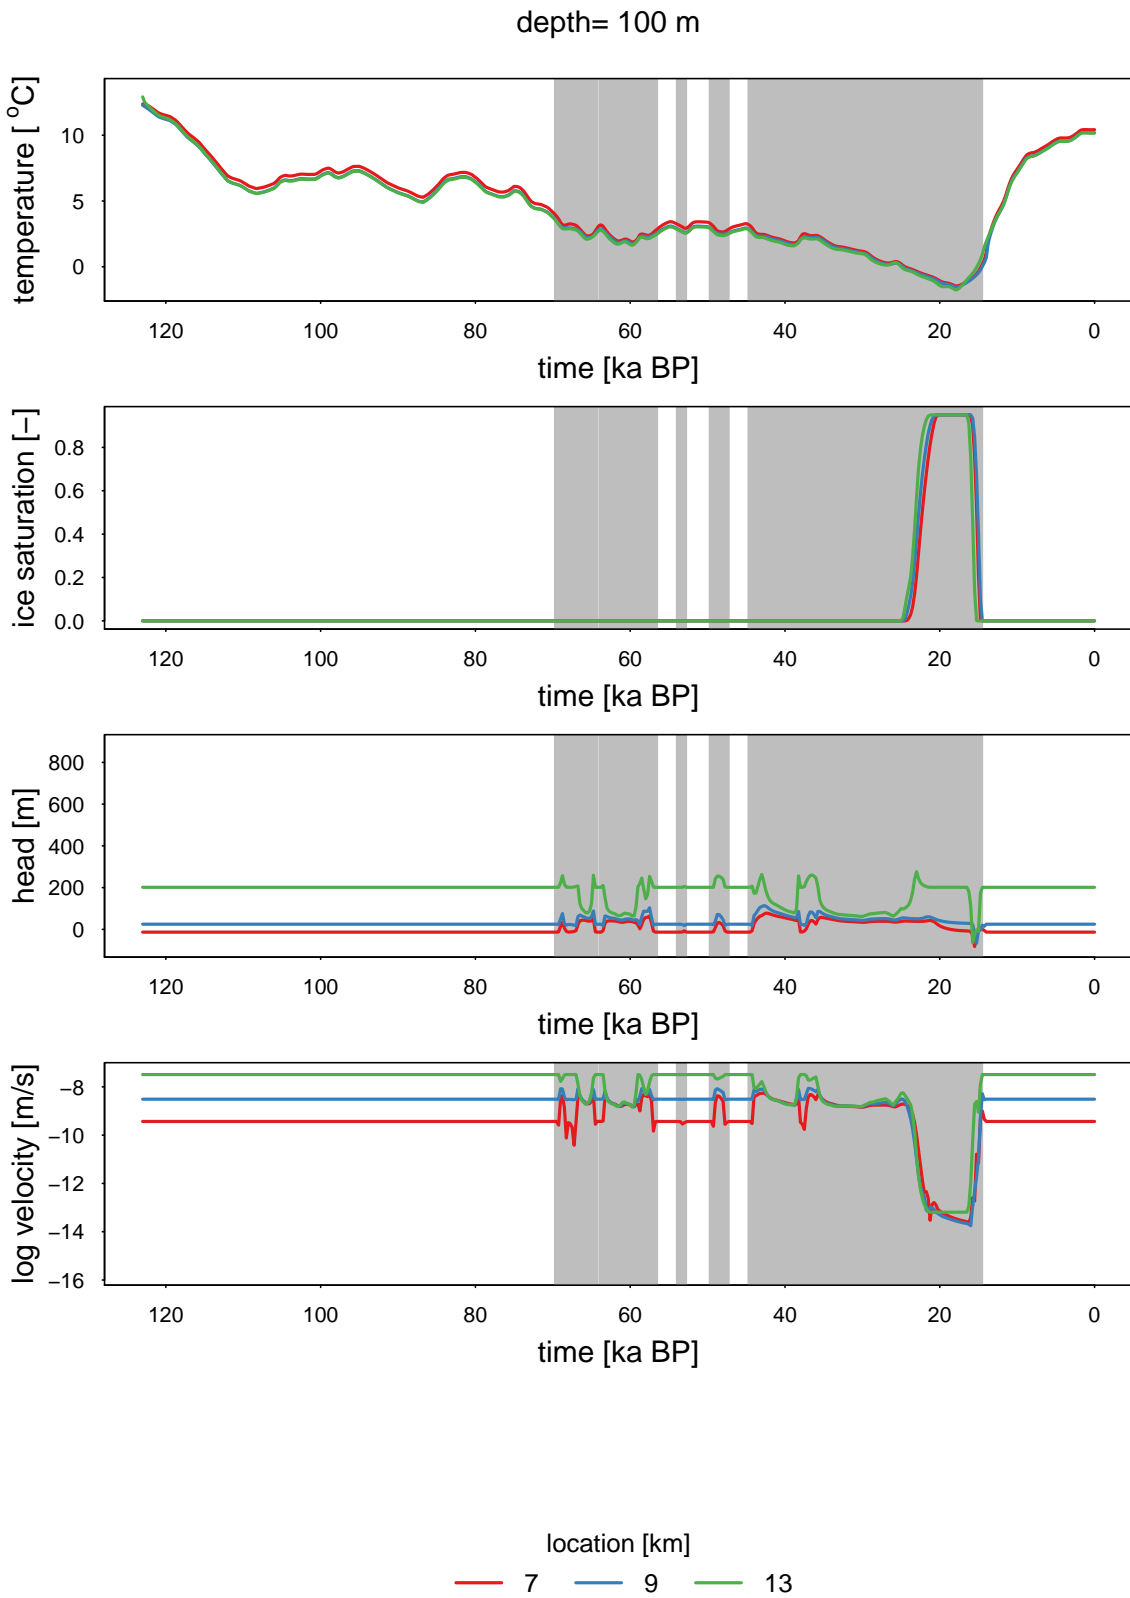 depth= 100 m
temperature [ °C]
10
5
0
120 100 80 60 40 20 0
time [ka BP]
ice saturation [−]
0.8
0.6
0.4
0.2
0.0
120 100 80 60 40 20 0
time [ka BP]
head [m]
800
600
400
200
0
120 100 80 60 40 20 0
time [ka BP]
log velocity [m/s]
−8
−10
−12
−14
−16
120 100 80 60 40 20 0
time [ka BP]
location [km]
7 9 13